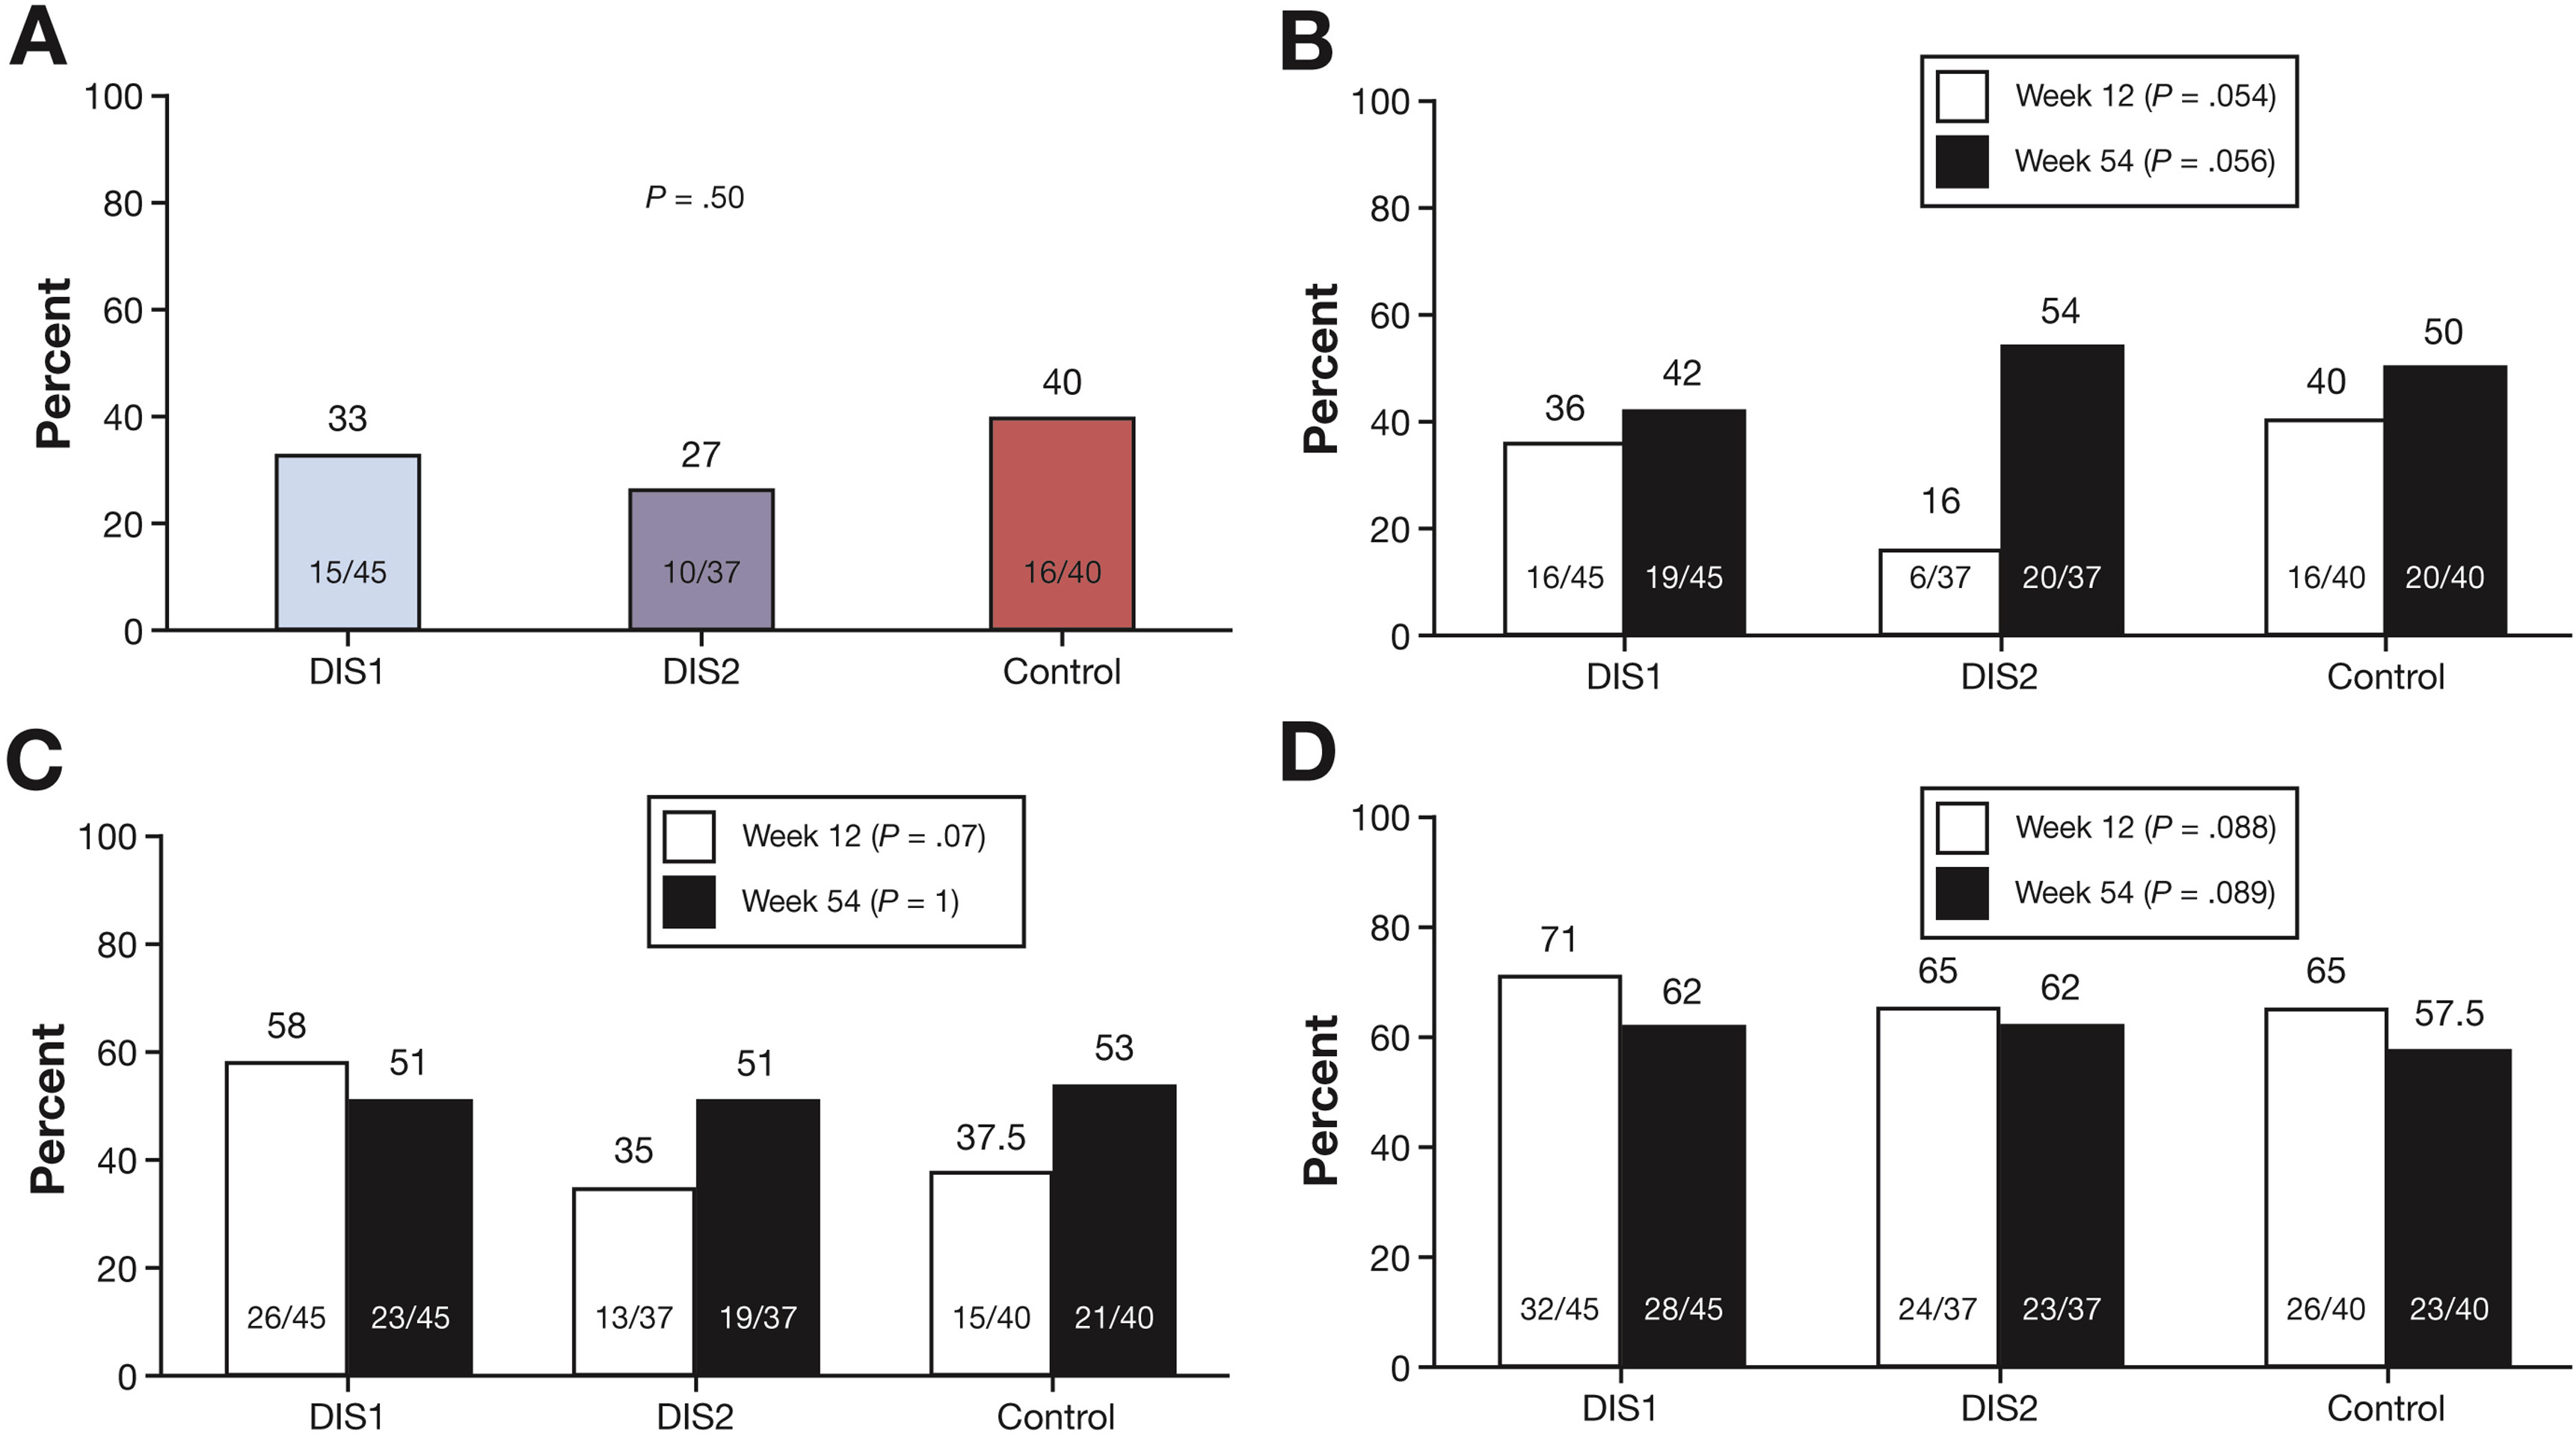 A
100
80
60
40
20
0
Percent
P = .50
33
27
40
15/45
10/37
16/40
DIS1
DIS2
Control
B
Week 12 (P = .054)
Week 54 (P = .056)
100
80
60
40
20
0
Percent
36
42
16
54
40
50
16/45
19/45
6/37
20/37
16/40
20/40
DIS1
DIS2
Control
C
Week 12 (P = .07)
Week 54 (P = 1)
100
80
60
40
20
0
Percent
58
51
35
51
37.5
53
26/45
23/45
13/37
19/37
15/40
21/40
DIS1
DIS2
Control
D
Week 12 (P = .088)
Week 54 (P = .089)
100
80
60
40
20
0
Percent
71
62
65
62
65
57.5
32/45
28/45
24/37
23/37
26/40
23/40
DIS1
DIS2
Control